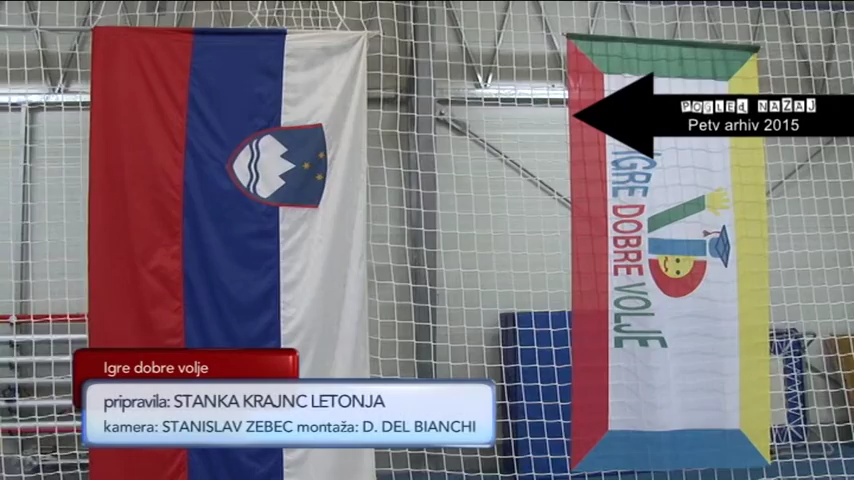 POGLED NAZAJ
Petv arhiv 2015
IGRE DOBRE VOLJE
Igre dobre volje
pripravila: STANKA KRAJNC LETONJA
kamera: STANISLAV ZEBEC montaža: D. DEL BIANCHI